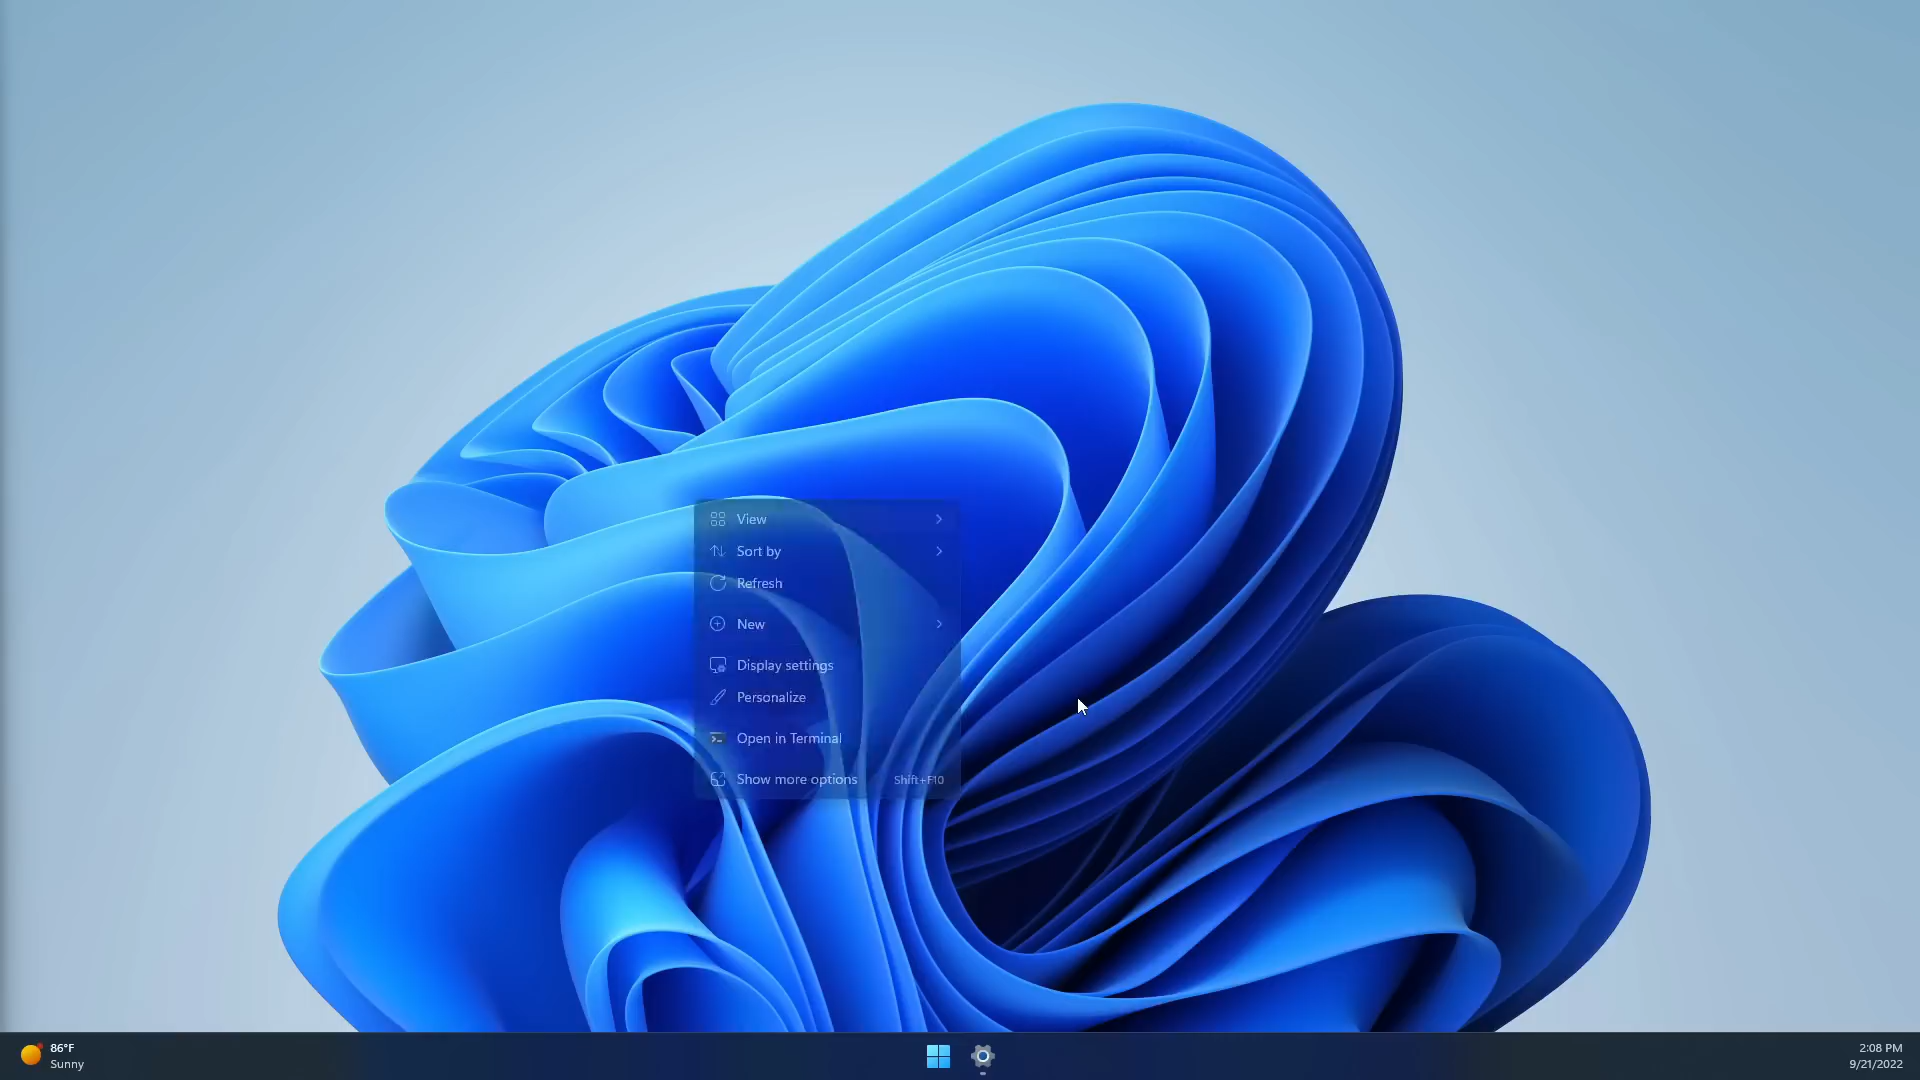 View
Sort by
Refresh
New
Display settings
Personalize
Open in Terminal
Show more options Shift+F10
86°F
Sunny
2:08 PM
9/21/2022